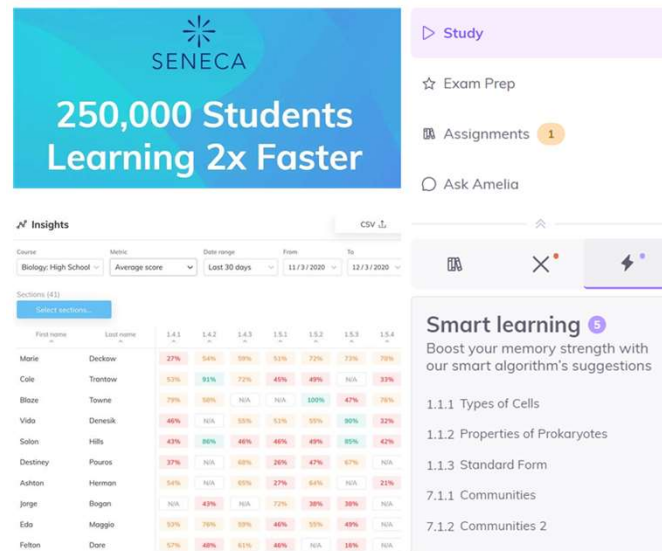 SENECA
250,000 Students
Learning 2x Faster
Study
Exam Prep
Assignments 1
Ask Amelia
Insights
CSV
Course Metric Date range From To
Biology: High School Average score Last 30 days 11/3/2020 12/3/2020
Sections (41)
Select sections...
First name Last name 1.4.1 1.4.2 1.4.3 1.5.1 1.5.2 1.5.3 1.5.4
Marie Deckow 27% 54% 59% 51% 72% 73% 70%
Cole Trantow 53% 91% 72% 45% 49% N/A 33%
Blaze Towne 79% 58% N/A N/A 100% 47% 76%
Vida Denesik 46% N/A 55% 51% 55% 90% 32%
Solon Hills 43% 86% 46% 46% 49% 85% 42%
Destiney Pouros 37% N/A 68% 26% 47% 67% N/A
Ashton Herman 54% N/A 65% 27% 64% N/A 21%
Jorge Bogan N/A 43% N/A 72% 38% 38% N/A
Eda Maggio 53% 76% 59% 46% 55% 49% N/A
Felton Dare 57% 48% 61% 46% N/A 18% N/A
Smart learning 5
Boost your memory strength with
our smart algorithm's suggestions
1.1.1 Types of Cells
1.1.2 Properties of Prokaryotes
1.1.3 Standard Form
7.1.1 Communities
7.1.2 Communities 2